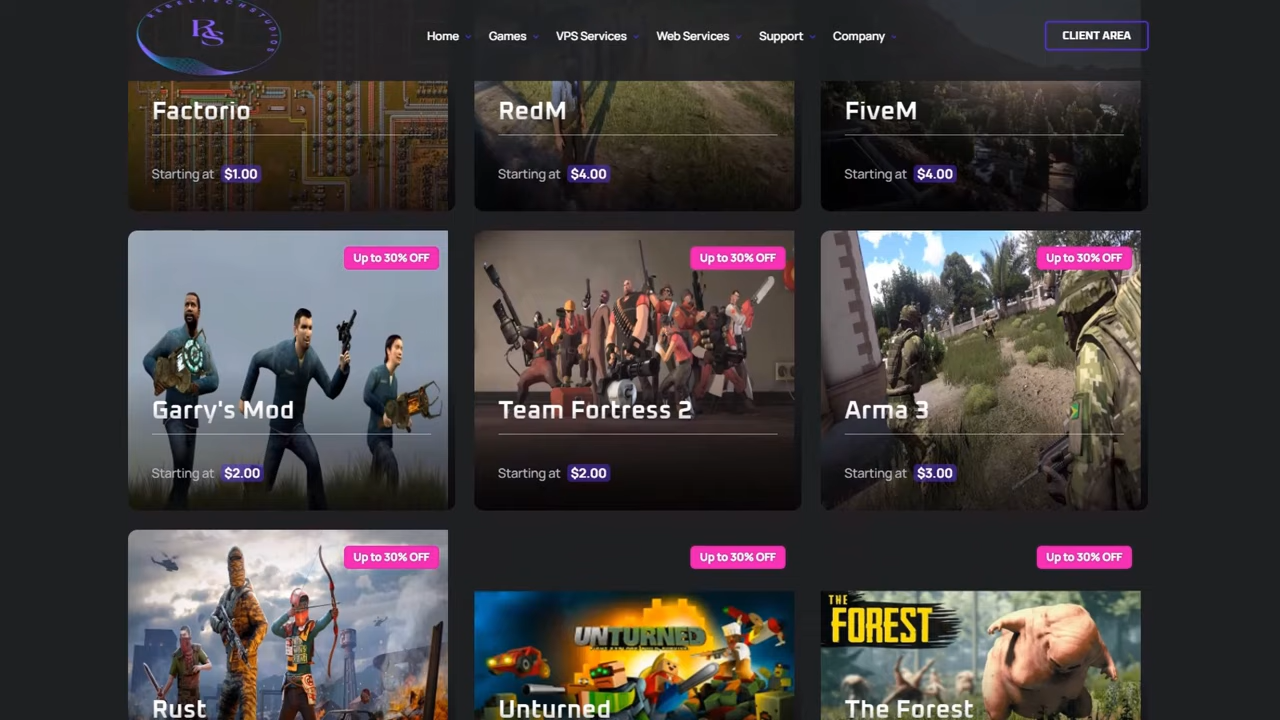 REBELTECHSTUDIOS
RS
Home
Games
VPS Services
Web Services
Support
Company
CLIENT AREA
Factorio
RedM
FiveM
Starting at $1.00
Starting at $4.00
Starting at $4.00
Up to 30% OFF
Up to 30% OFF
Up to 30% OFF
Garry's Mod
Team Fortress 2
Arma 3
Starting at $2.00
Starting at $2.00
Starting at $3.00
Up to 30% OFF
Up to 30% OFF
Up to 30% OFF
UNTURNED
THE
FOREST
Rust
Unturned
The Forest